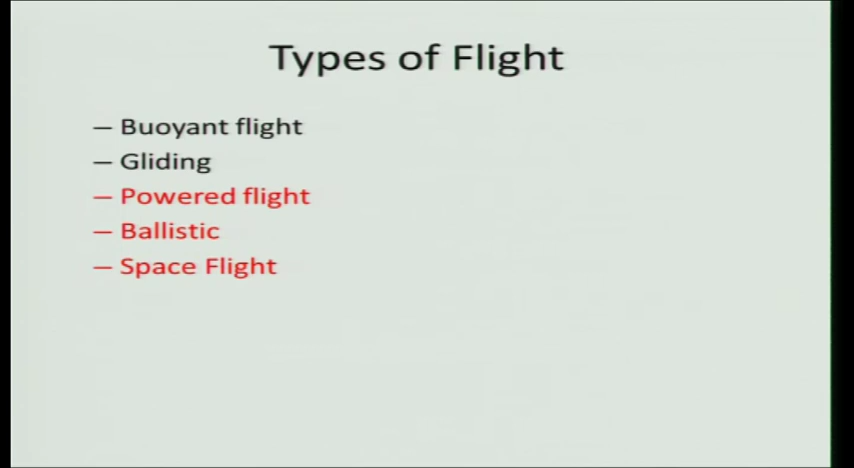 Types of Flight
— Buoyant flight
— Gliding
— Powered flight
— Ballistic
— Space Flight